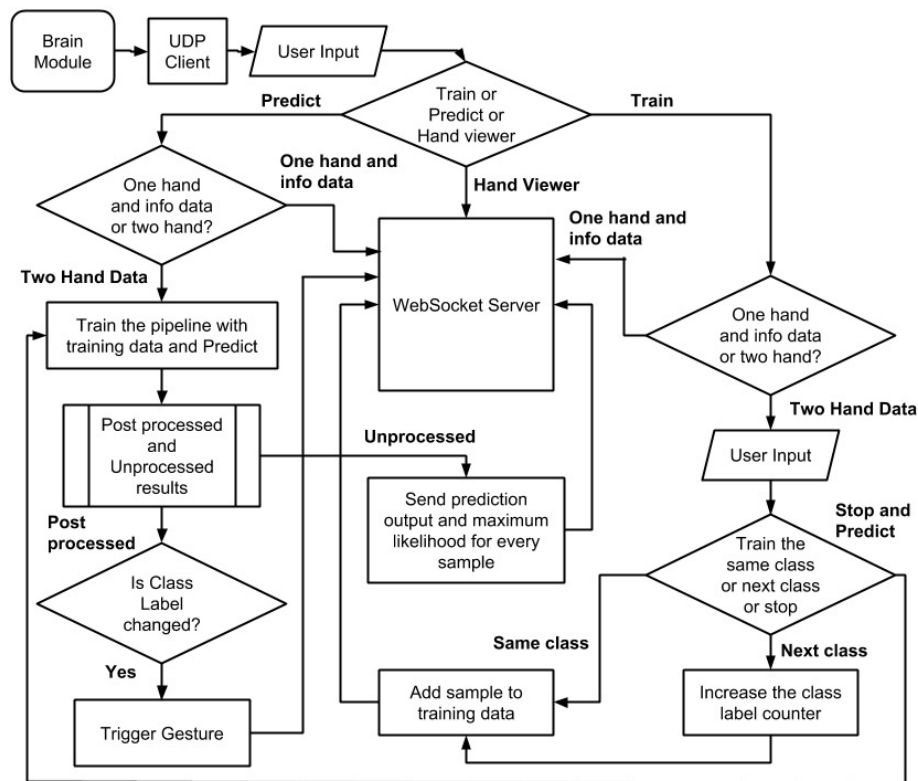 Brain
Module
UDP
Client
User Input
Train or
Predict or
Hand viewer
Predict
Train
One hand
and info data
or two hand?
One hand and
info data
Hand Viewer
WebSocket Server
One hand and
info data
One hand
and info data
or two hand?
Two Hand Data
Train the pipeline with
training data and Predict
Post processed
and
Unprocessed
results
Unprocessed
Send prediction
output and maximum
likelihood for every
sample
Post
processed
Is Class
Label
changed?
Yes
Trigger Gesture
Two Hand Data
User Input
Stop and
Predict
Train the
same class
or next class
or stop
Same class
Next class
Add sample to
training data
Increase the class
label counter